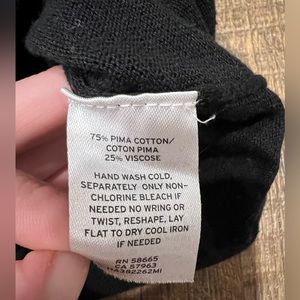 75% PIMA COTTON/
COTON PIMA
25% VISCOSE
HAND WASH COLD,
SEPARATELY ONLY NON-
CHLORINE BLEACH IF
NEEDED NO WRING OR
TWIST, RESHAPE, LAY
FLAT TO DRY COOL IRON
IF NEEDED
RN 58665
CA 57963